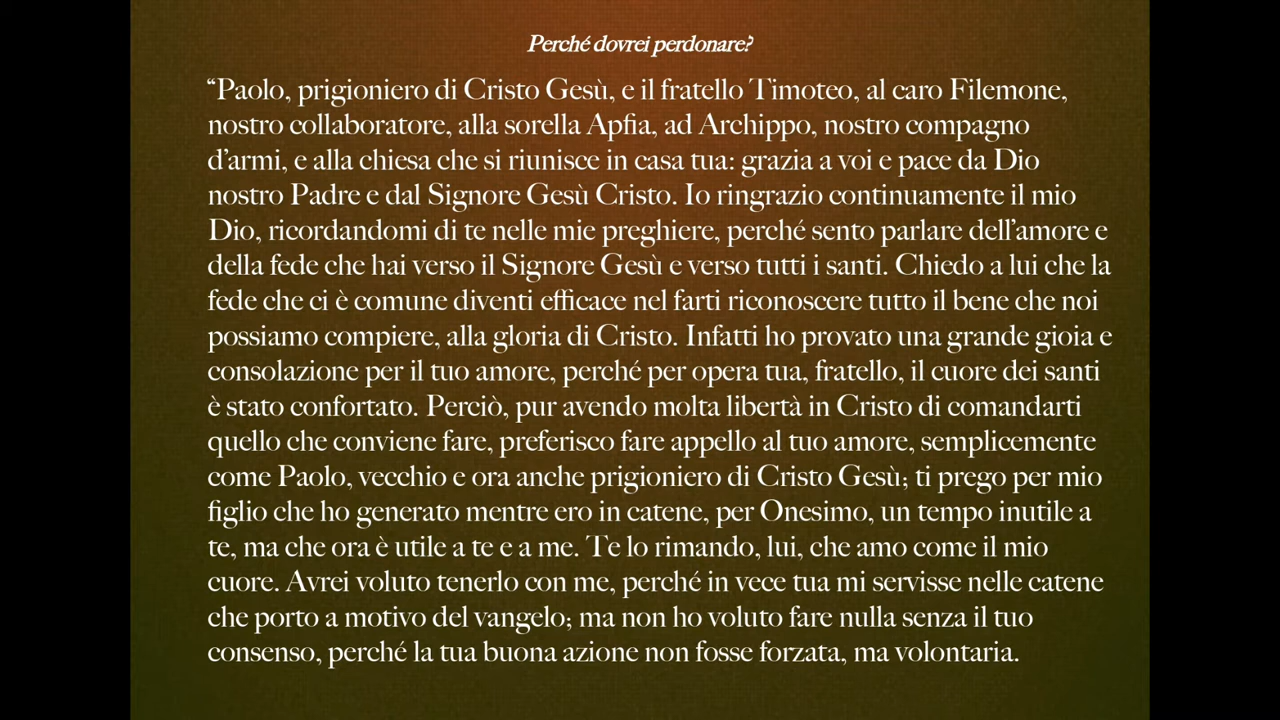 Perché dovrei perdonare?
“Paolo, prigioniero di Cristo Gesù, e il fratello Timoteo, al caro Filemone,
nostro collaboratore, alla sorella Apfia, ad Archippo, nostro compagno
d’armi, e alla chiesa che si riunisce in casa tua: grazia a voi e pace da Dio
nostro Padre e dal Signore Gesù Cristo. Io ringrazio continuamente il mio
Dio, ricordandomi di te nelle mie preghiere, perché sento parlare dell’amore e
della fede che hai verso il Signore Gesù e verso tutti i santi. Chiedo a lui che la
fede che ci è comune diventi efficace nel farti riconoscere tutto il bene che noi
possiamo compiere, alla gloria di Cristo. Infatti ho provato una grande gioia e
consolazione per il tuo amore, perché per opera tua, fratello, il cuore dei santi
è stato confortato. Perciò, pur avendo molta libertà in Cristo di comandarti
quello che conviene fare, preferisco fare appello al tuo amore, semplicemente
come Paolo, vecchio e ora anche prigioniero di Cristo Gesù; ti prego per mio
figlio che ho generato mentre ero in catene, per Onesimo, un tempo inutile a
te, ma che ora è utile a te e a me. Te lo rimando, lui, che amo come il mio
cuore. Avrei voluto tenerlo con me, perché in vece tua mi servisse nelle catene
che porto a motivo del vangelo; ma non ho voluto fare nulla senza il tuo
consenso, perché la tua buona azione non fosse forzata, ma volontaria.